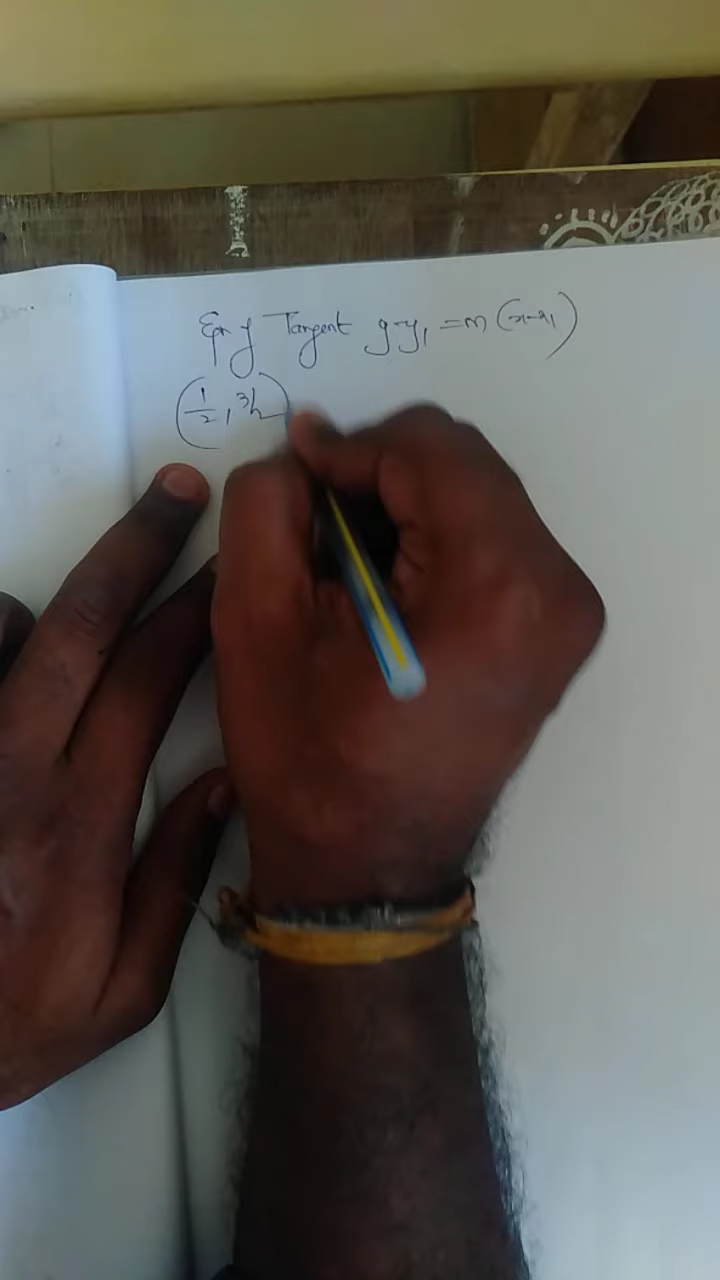 Eqn of Tangent y-y₁ = m (x-x₁)
(1/2, 3/2)